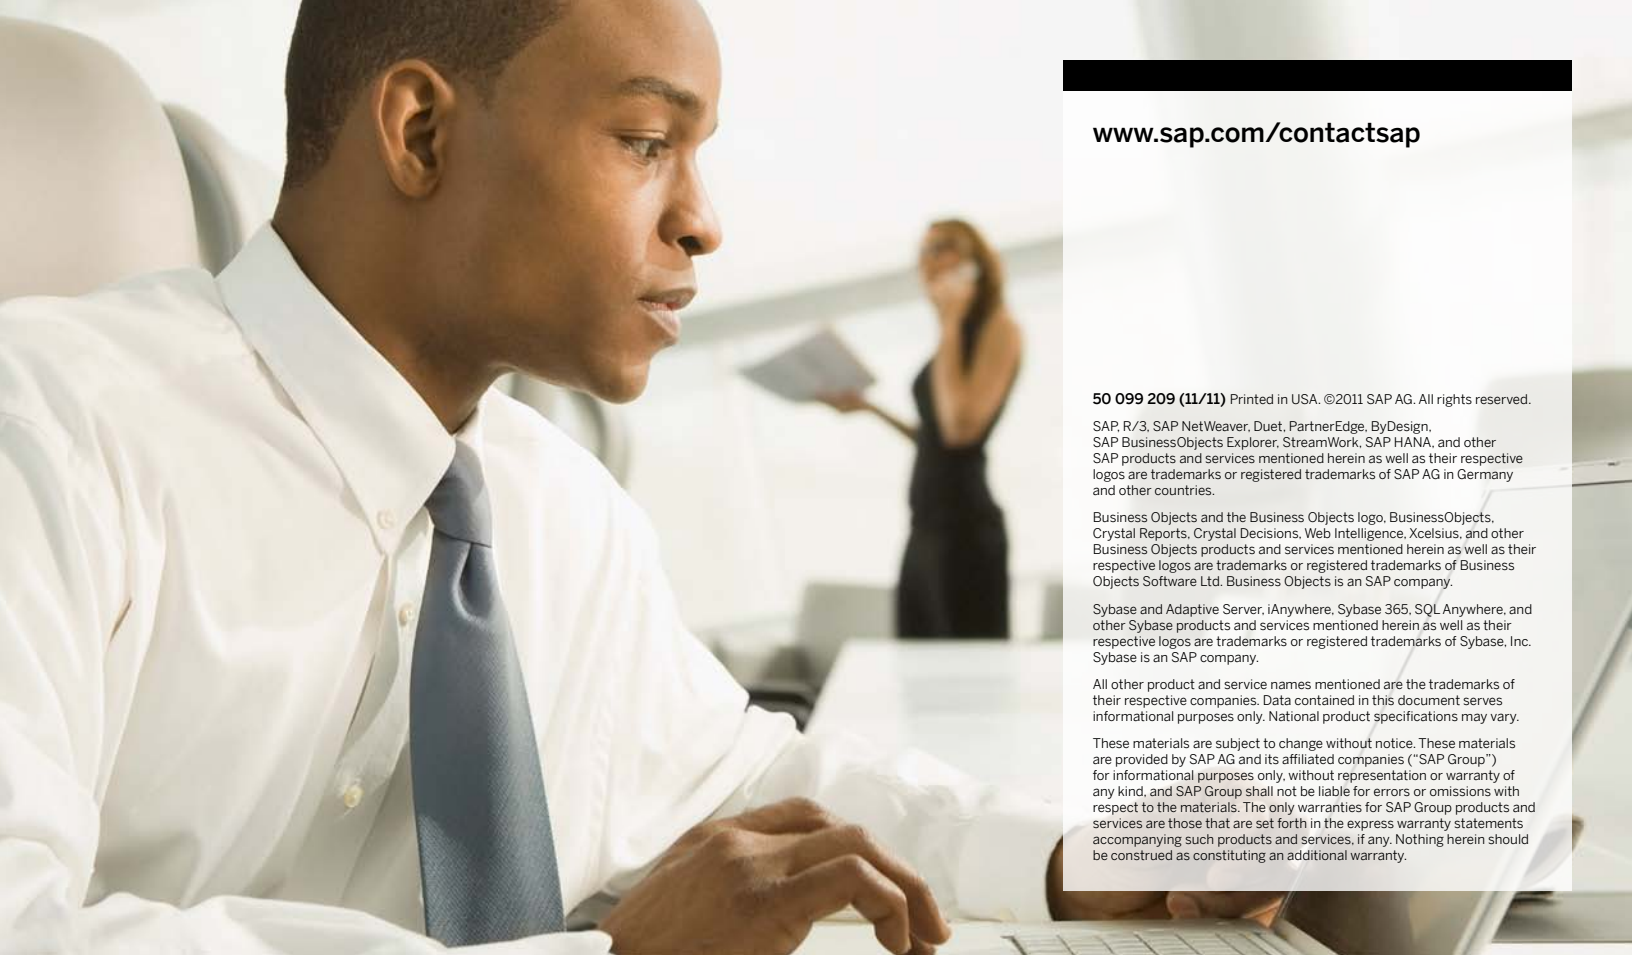 www.sap.com/contactsap
50 099 209 (11/11) Printed in USA. ©2011 SAP AG. All rights reserved.
SAP, R/3, SAP NetWeaver, Duet, PartnerEdge, ByDesign,
SAP BusinessObjects Explorer, StreamWork, SAP HANA, and other
SAP products and services mentioned herein as well as their respective
logos are trademarks or registered trademarks of SAP AG in Germany
and other countries.
Business Objects and the Business Objects logo, BusinessObjects,
Crystal Reports, Crystal Decisions, Web Intelligence, Xcelsius, and other
Business Objects products and services mentioned herein as well as their
respective logos are trademarks or registered trademarks of Business
Objects Software Ltd. Business Objects is an SAP company.
Sybase and Adaptive Server, iAnywhere, Sybase 365, SQL Anywhere, and
other Sybase products and services mentioned herein as well as their
respective logos are trademarks or registered trademarks of Sybase, Inc.
Sybase is an SAP company.
All other product and service names mentioned are the trademarks of
their respective companies. Data contained in this document serves
informational purposes only. National product specifications may vary.
These materials are subject to change without notice. These materials
are provided by SAP AG and its affiliated companies (“SAP Group”)
for informational purposes only, without representation or warranty of
any kind, and SAP Group shall not be liable for errors or omissions with
respect to the materials. The only warranties for SAP Group products and
services are those that are set forth in the express warranty statements
accompanying such products and services, if any. Nothing herein should
be construed as constituting an additional warranty.